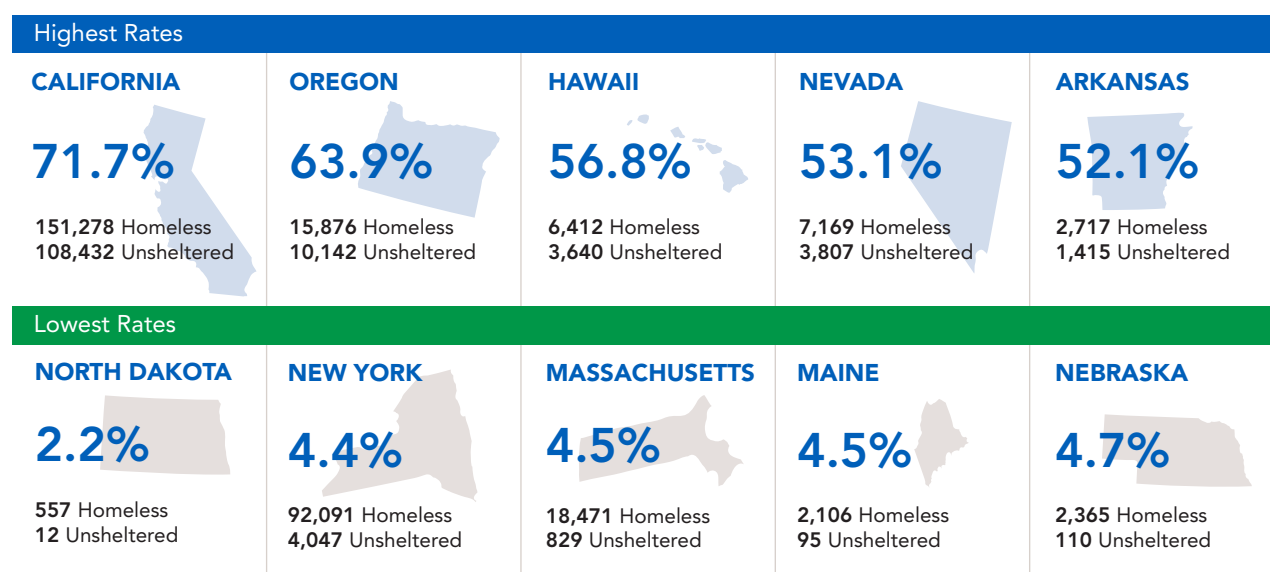 Highest Rates
CALIFORNIA
71.7%
151,278 Homeless
108,432 Unsheltered
OREGON
63.9%
15,876 Homeless
10,142 Unsheltered
HAWAII
56.8%
6,412 Homeless
3,640 Unsheltered
NEVADA
53.1%
7,169 Homeless
3,807 Unsheltered
ARKANSAS
52.1%
2,717 Homeless
1,415 Unsheltered
Lowest Rates
NORTH DAKOTA
2.2%
557 Homeless
12 Unsheltered
NEW YORK
4.4%
92,091 Homeless
4,047 Unsheltered
MASSACHUSETTS
4.5%
18,471 Homeless
829 Unsheltered
MAINE
4.5%
2,106 Homeless
95 Unsheltered
NEBRASKA
4.7%
2,365 Homeless
110 Unsheltered